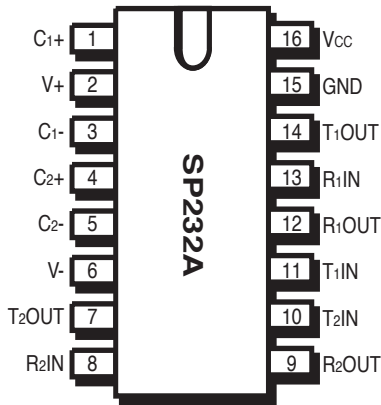 C1+ 1 16 VCC
V+ 2 15 GND
C1- 3 14 T1OUT
C2+ 4 13 R1IN
C2- 5 12 R1OUT
V- 6 11 T1IN
T2OUT 7 10 T2IN
R2IN 8 9 R2OUT
SP232A